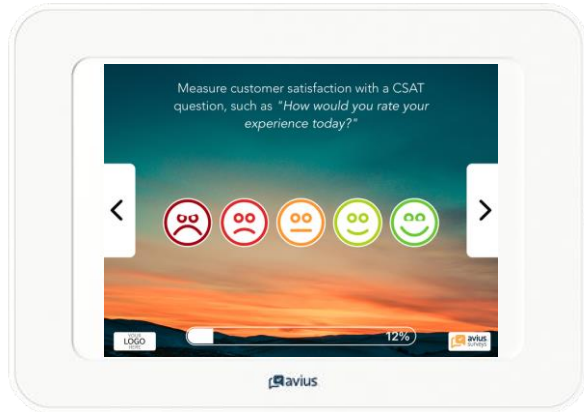 Measure customer satisfaction with a CSAT
question, such as "How would you rate your
experience today?"
12%
YOUR
LOGO
HERE
avius
surveys
avius